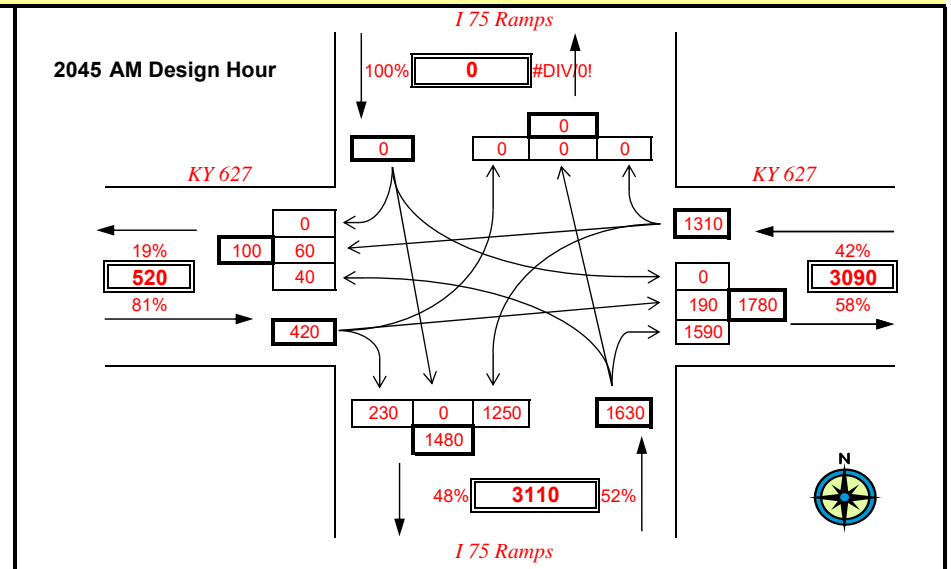 I 75 Ramps
2045 AM Design Hour
100% 0 #DIV/0!
0
0 0 0 0
KY 627 KY 627
0 1310
19% 100 60 42%
520 40 0 3090
81% 190 1780 58%
420 1590
230 0 1250 1630
1480
N
48% 3110 52%
I 75 Ramps